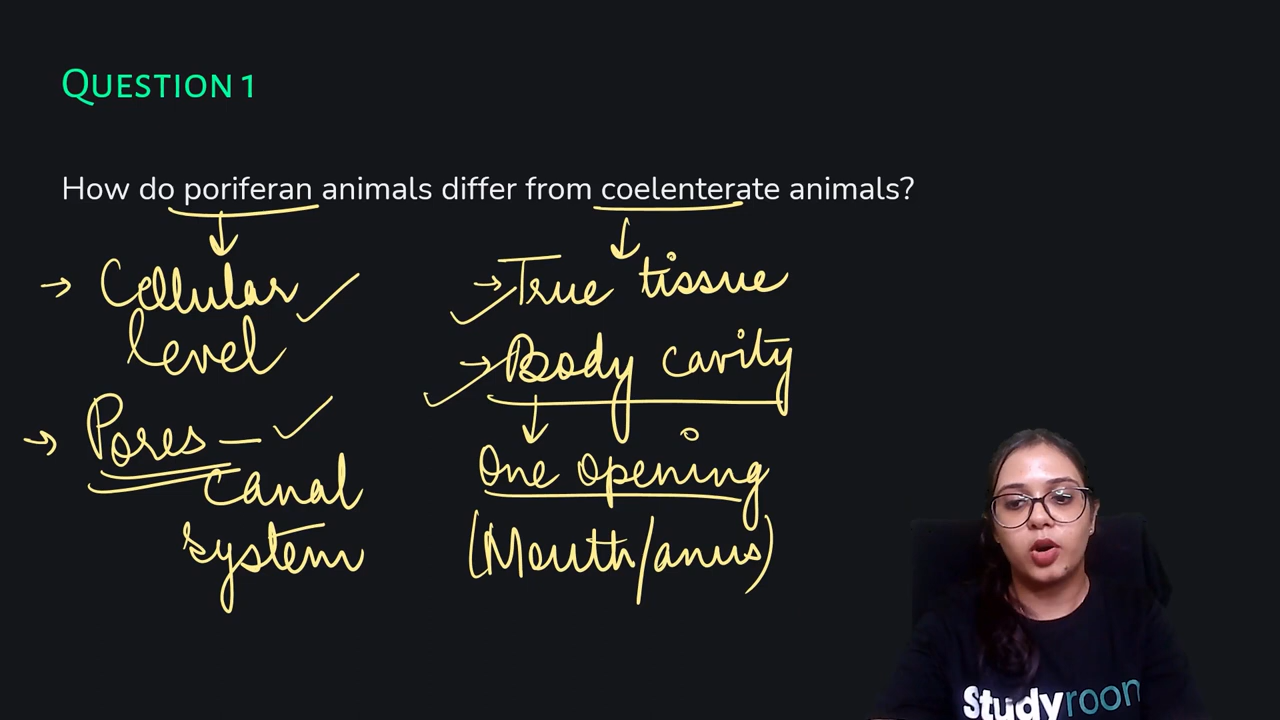 QUESTION 1
How do poriferan animals differ from coelenterate animals?
→ Cellular
level
→ Pores —
canal
system
→ True tissue
→ Body cavity
One opening
(Mouth/anus)
Studyroom